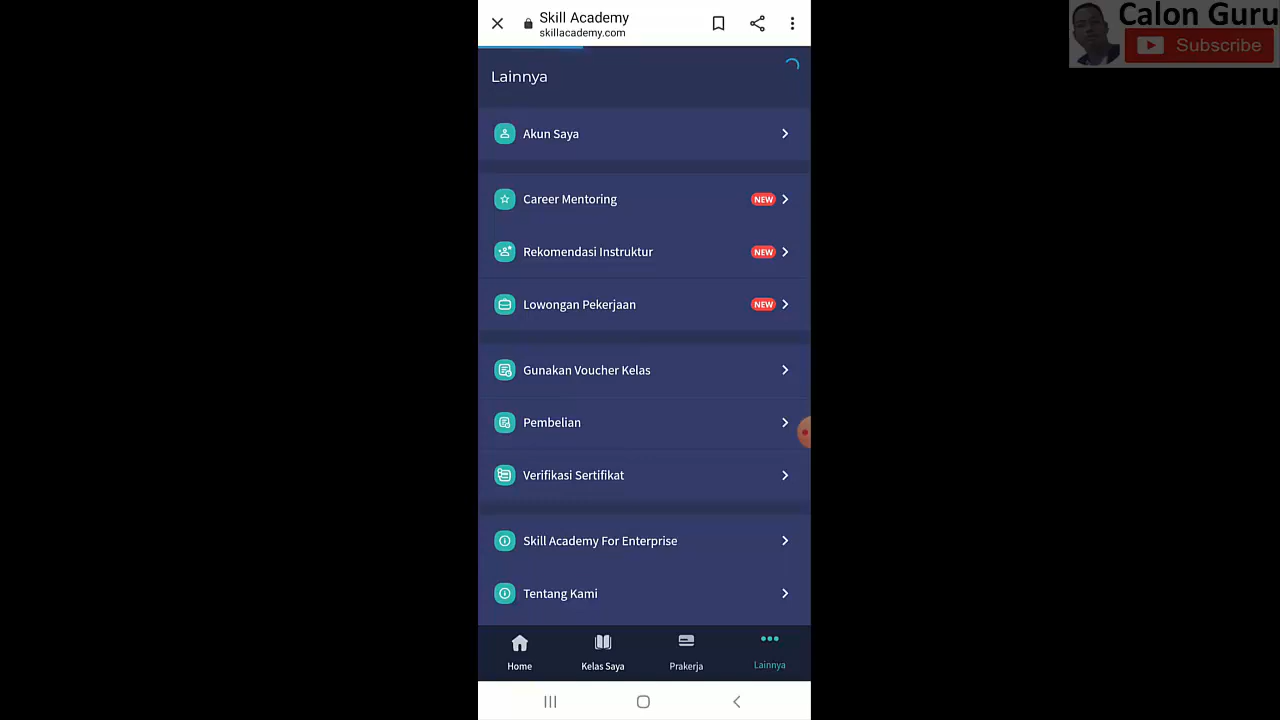 Skill Academy
skillacademy.com
Calon Guru
Subscribe
Lainnya
Akun Saya
Career Mentoring NEW
Rekomendasi Instruktur NEW
Lowongan Pekerjaan NEW
Gunakan Voucher Kelas
Pembelian
Verifikasi Sertifikat
Skill Academy For Enterprise
Tentang Kami
Home Kelas Saya Prakerja Lainnya